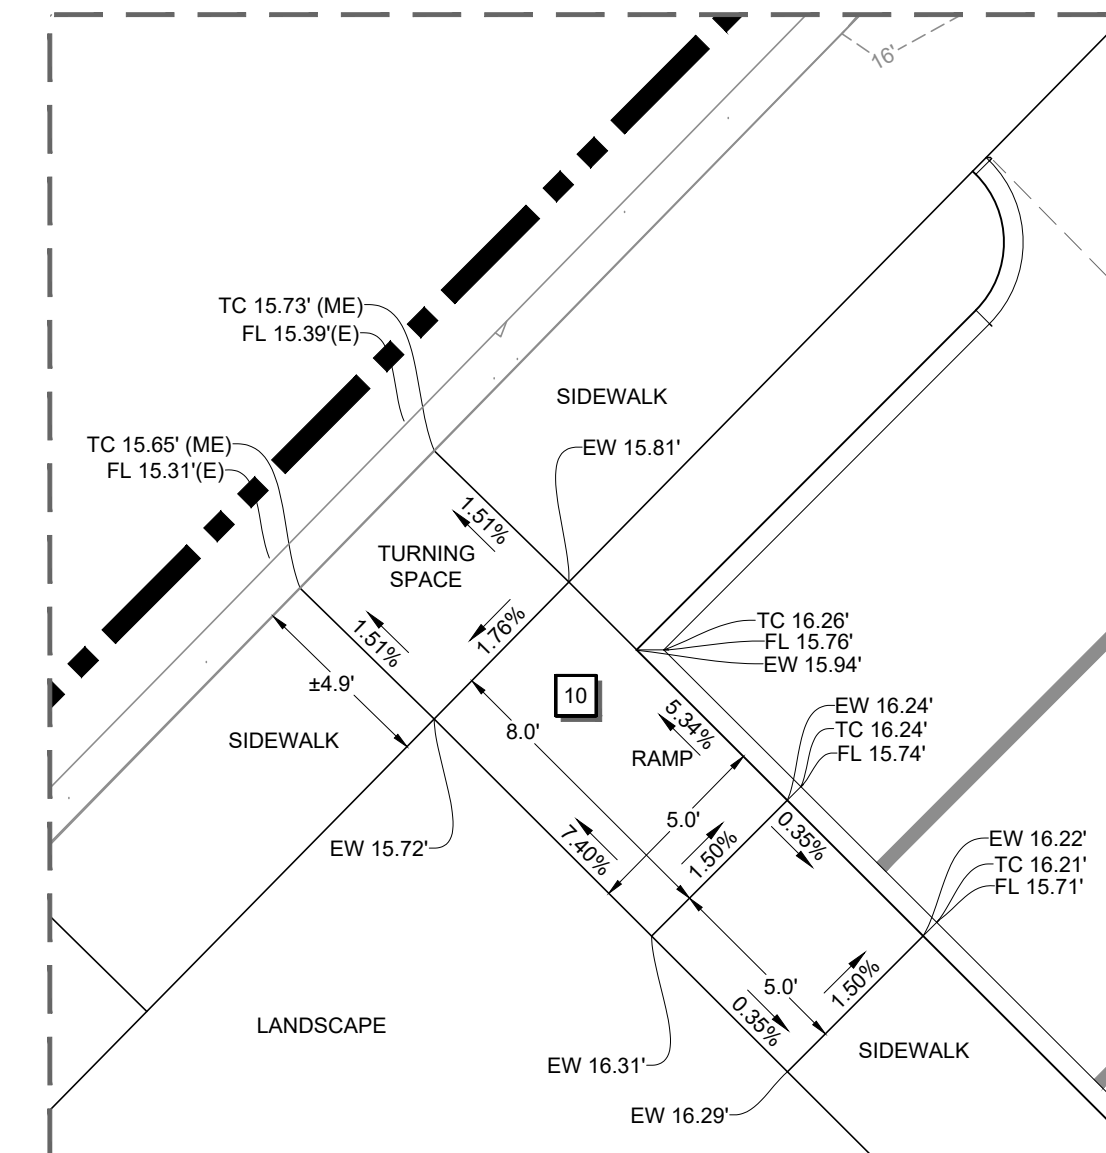 16'
TC 15.73' (ME)
FL 15.39'(E)
SIDEWALK
TC 15.65' (ME)
FL 15.31'(E)
EW 15.81'
1.51%
TURNING
SPACE
1.76%
1.51%
TC 16.26'
FL 15.76'
EW 15.94'
±4.9'
10
EW 16.24'
TC 16.24'
FL 15.74'
5.34%
8.0'
SIDEWALK
RAMP
5.0'
0.35%
EW 15.72'
7.40%
1.50%
EW 16.22'
TC 16.21'
FL 15.71'
5.0'
1.50%
0.35%
LANDSCAPE
SIDEWALK
EW 16.31'
EW 16.29'